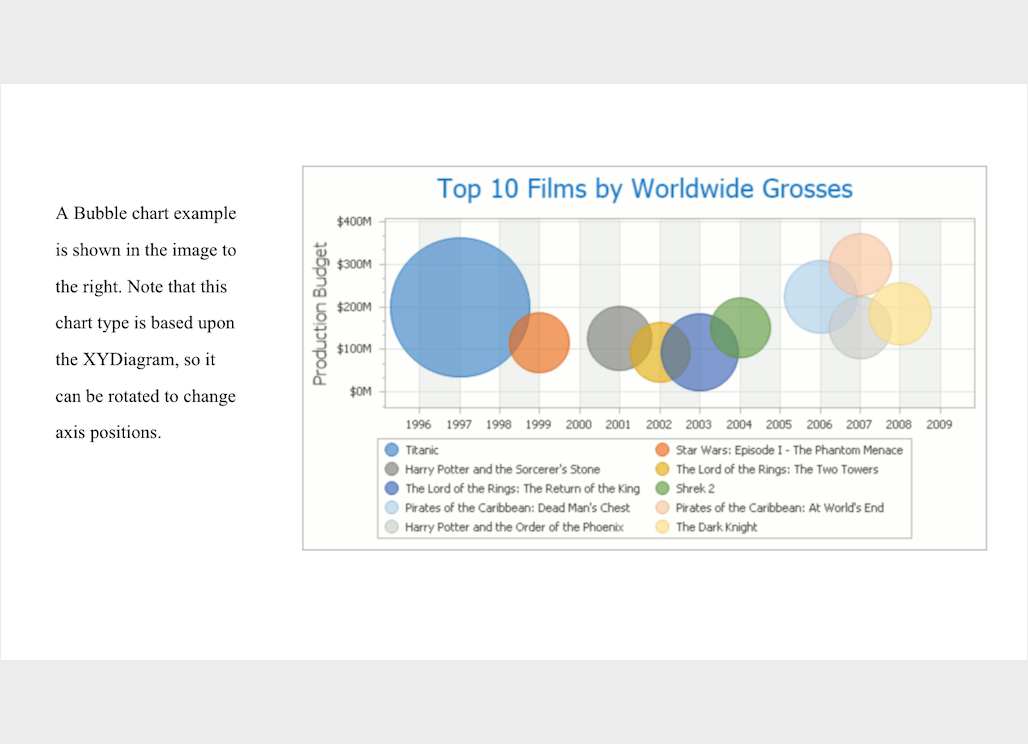 A Bubble chart example
is shown in the image to
the right. Note that this
chart type is based upon
the XYDiagram, so it
can be rotated to change
axis positions.
Top 10 Films by Worldwide Grosses
Production Budget
$400M
$300M
$200M
$100M
$0M
1996 1997 1998 1999 2000 2001 2002 2003 2004 2005 2006 2007 2008 2009
Titanic
Star Wars: Episode I - The Phantom Menace
Harry Potter and the Sorcerer's Stone
The Lord of the Rings: The Two Towers
The Lord of the Rings: The Return of the King
Shrek 2
Pirates of the Caribbean: Dead Man's Chest
Pirates of the Caribbean: At World's End
Harry Potter and the Order of the Phoenix
The Dark Knight